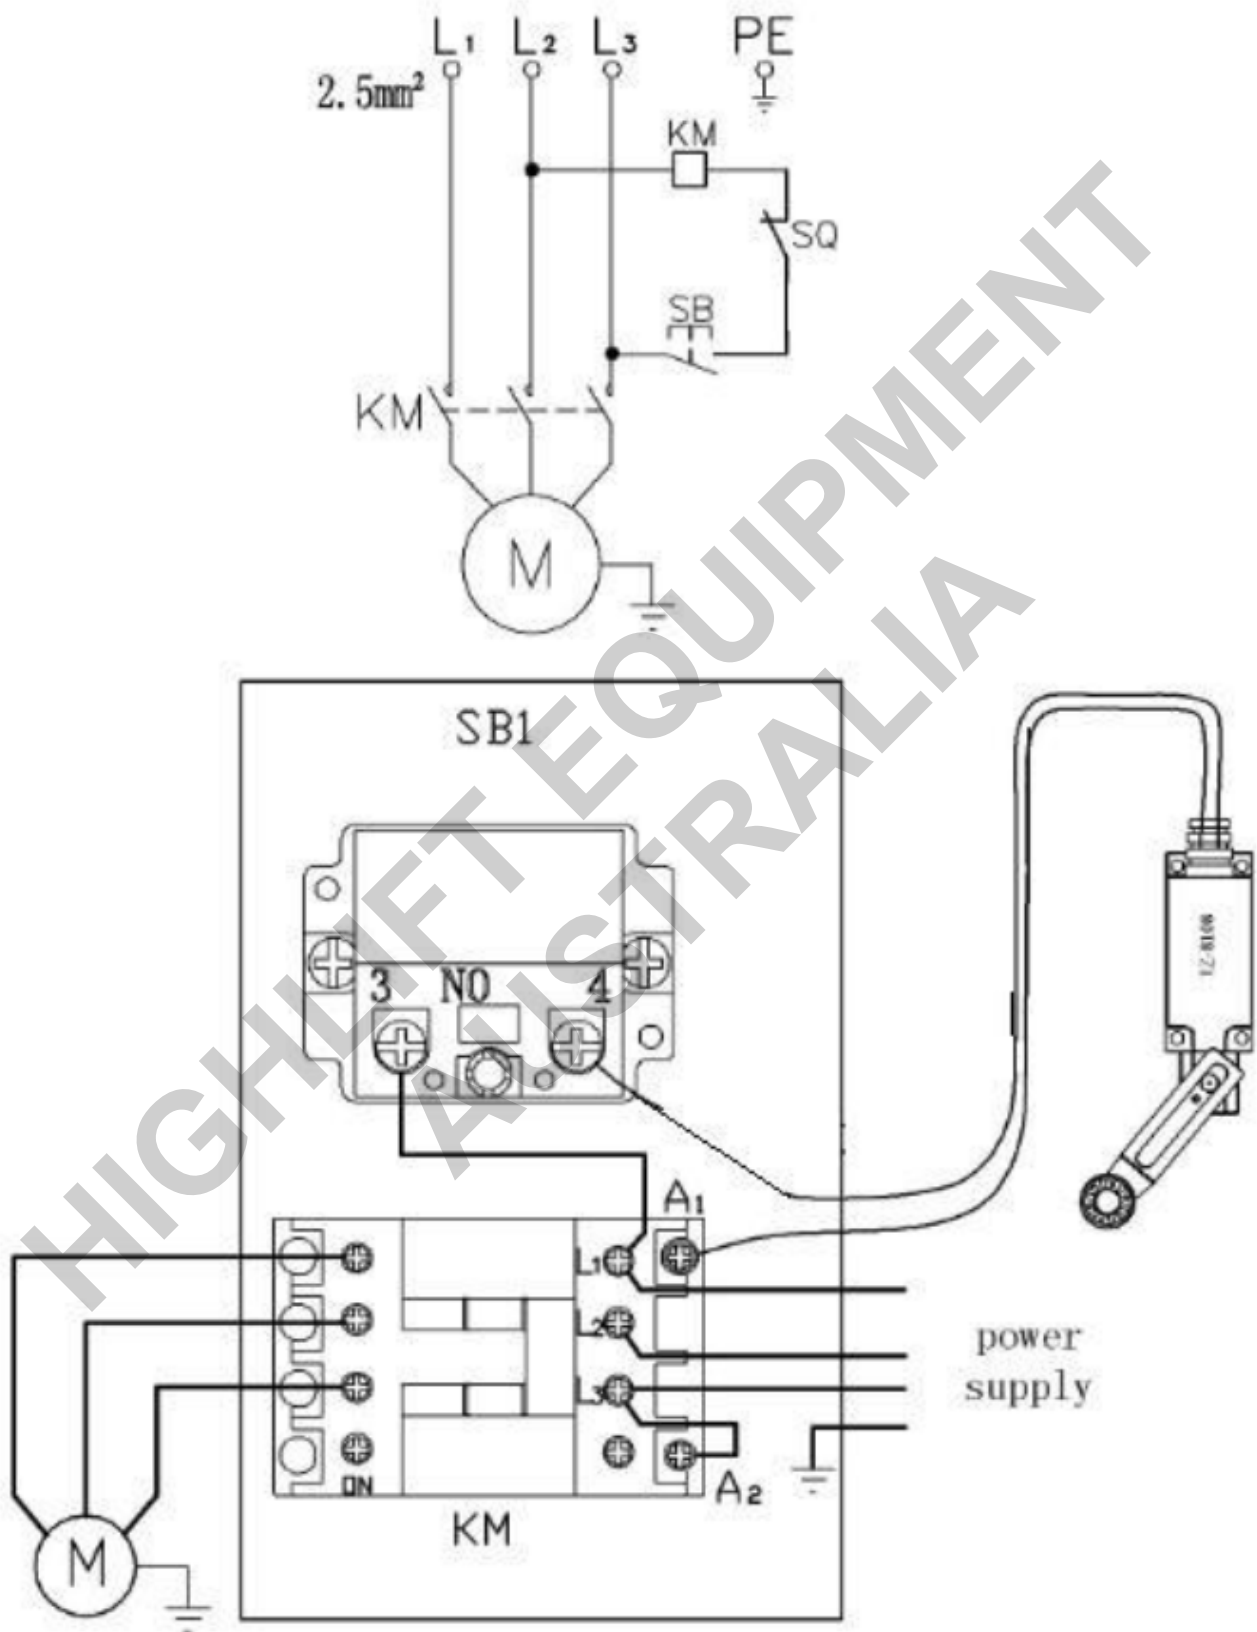 L1 L2 L3 PE
2.5mm²
KM
SQ
SB
KM
M
HIGHLIFT EQUIPMENT
AUSTRALIA
SB1
3 NO 4
A1
L1
L2
L3
power
supply
ON
A2
KM
M